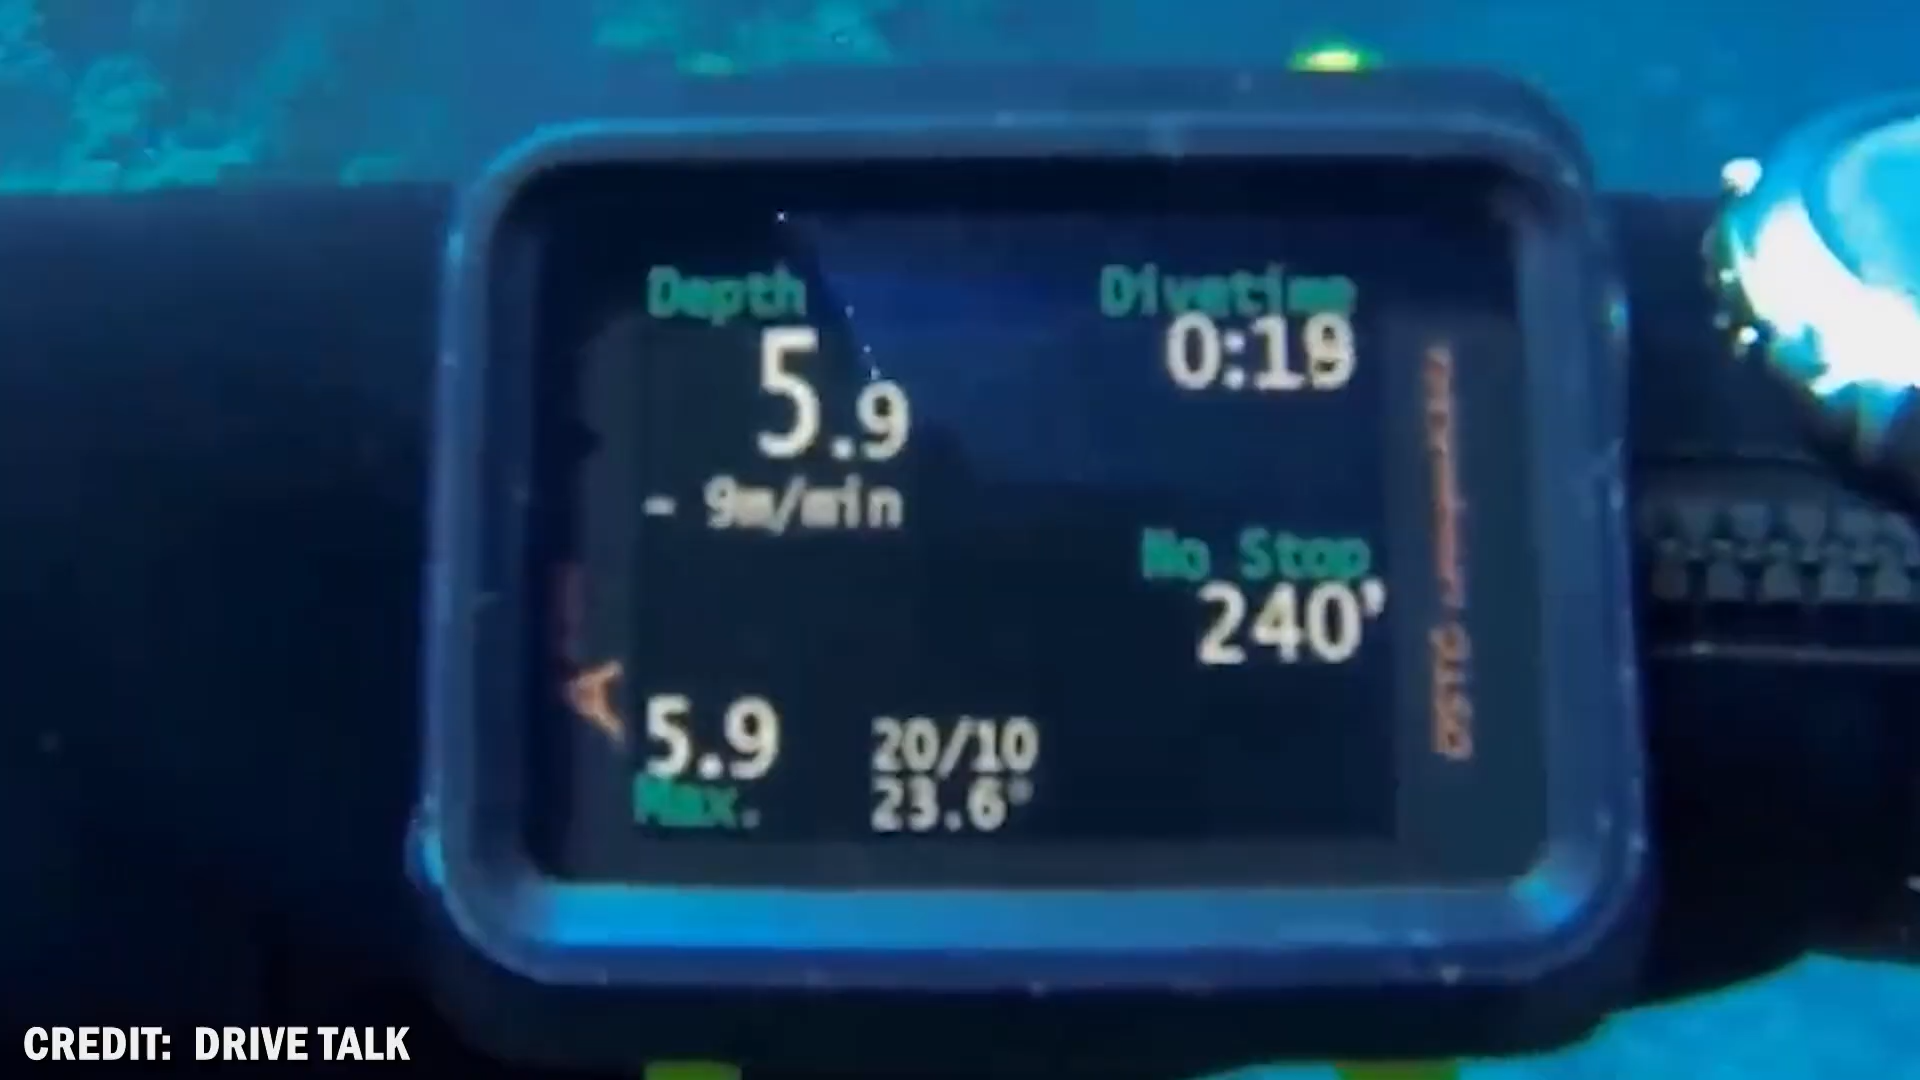 Depth
5.9
- 9m/min
Divetime
0:19
No Stop
240'
5.9
Max.
20/10
23.6°
CREDIT: DRIVE TALK